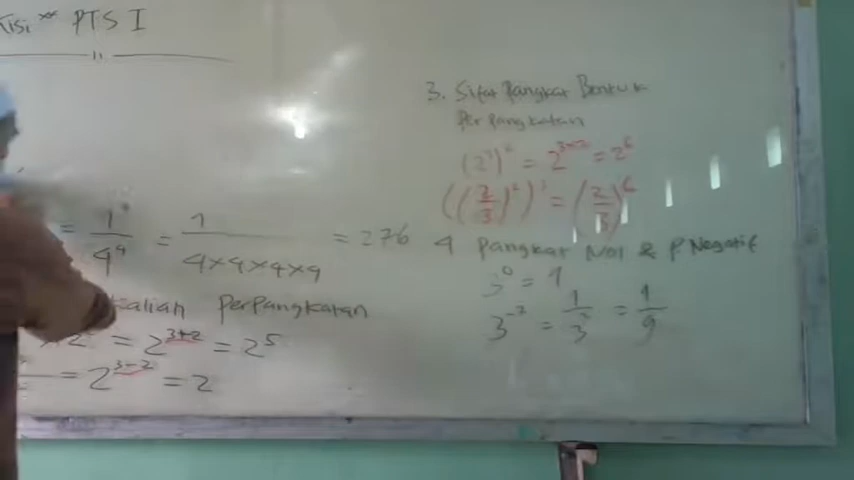 Kisi" PTS I
= 1⁴/4⁴ = 1/4×4×4×4 = 276
kalian Perpangkatan
2 = 2³⁺² = 2⁵
= 2³⁻² = 2
3. Sifat Pangkat Bentuk
Perpangkatan
(2³)² = 2³ˣ² = 2⁶
((2/3)²)³ = (2/3)⁶
4 Pangkat Nol & P Negatif
3⁰ = 1
3⁻² = 1/3² = 1/9